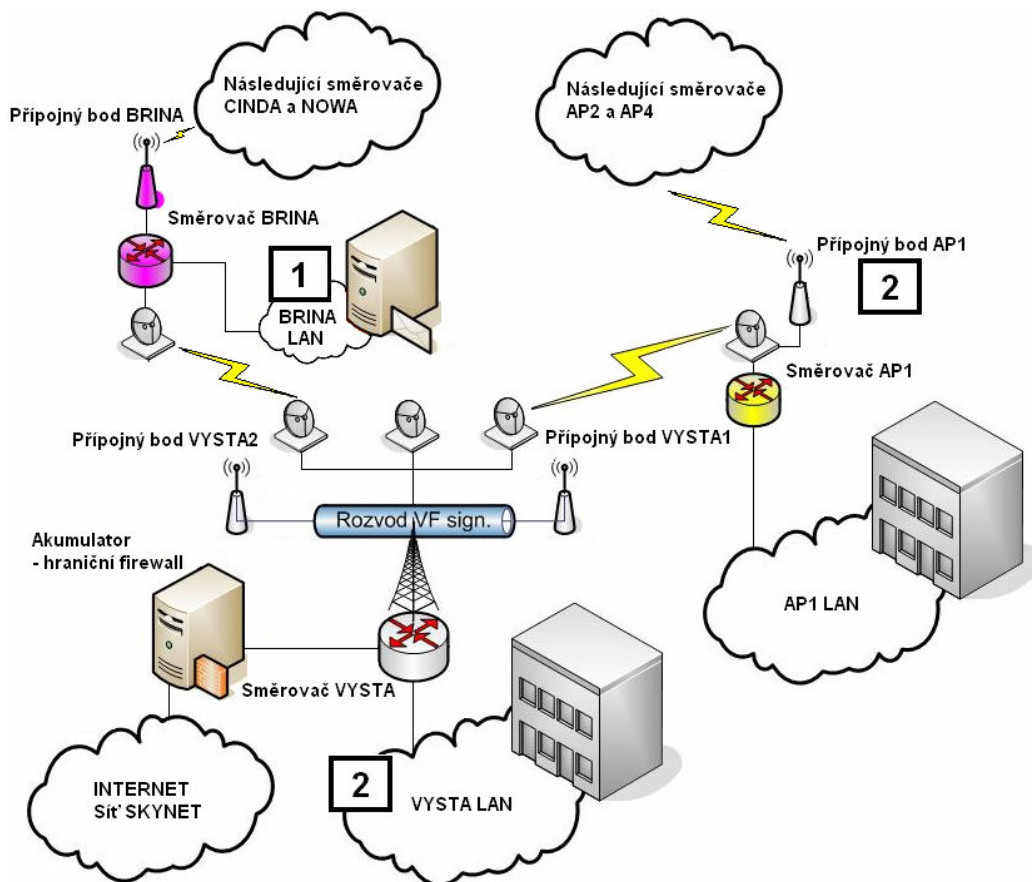 Následující směrovače
CINDA a NOWA
Následující směrovače
AP2 a AP4
Přípojný bod BRINA
Směrovač BRINA
1
BRINA
LAN
Přípojný bod AP1
2
Směrovač AP1
Přípojný bod VYSTA2
Přípojný bod VYSTA1
Rozvod VF sign.
Akumulator
- hraniční firewall
AP1 LAN
Směrovač VYSTA
INTERNET
Síť SKYNET
2
VYSTA LAN